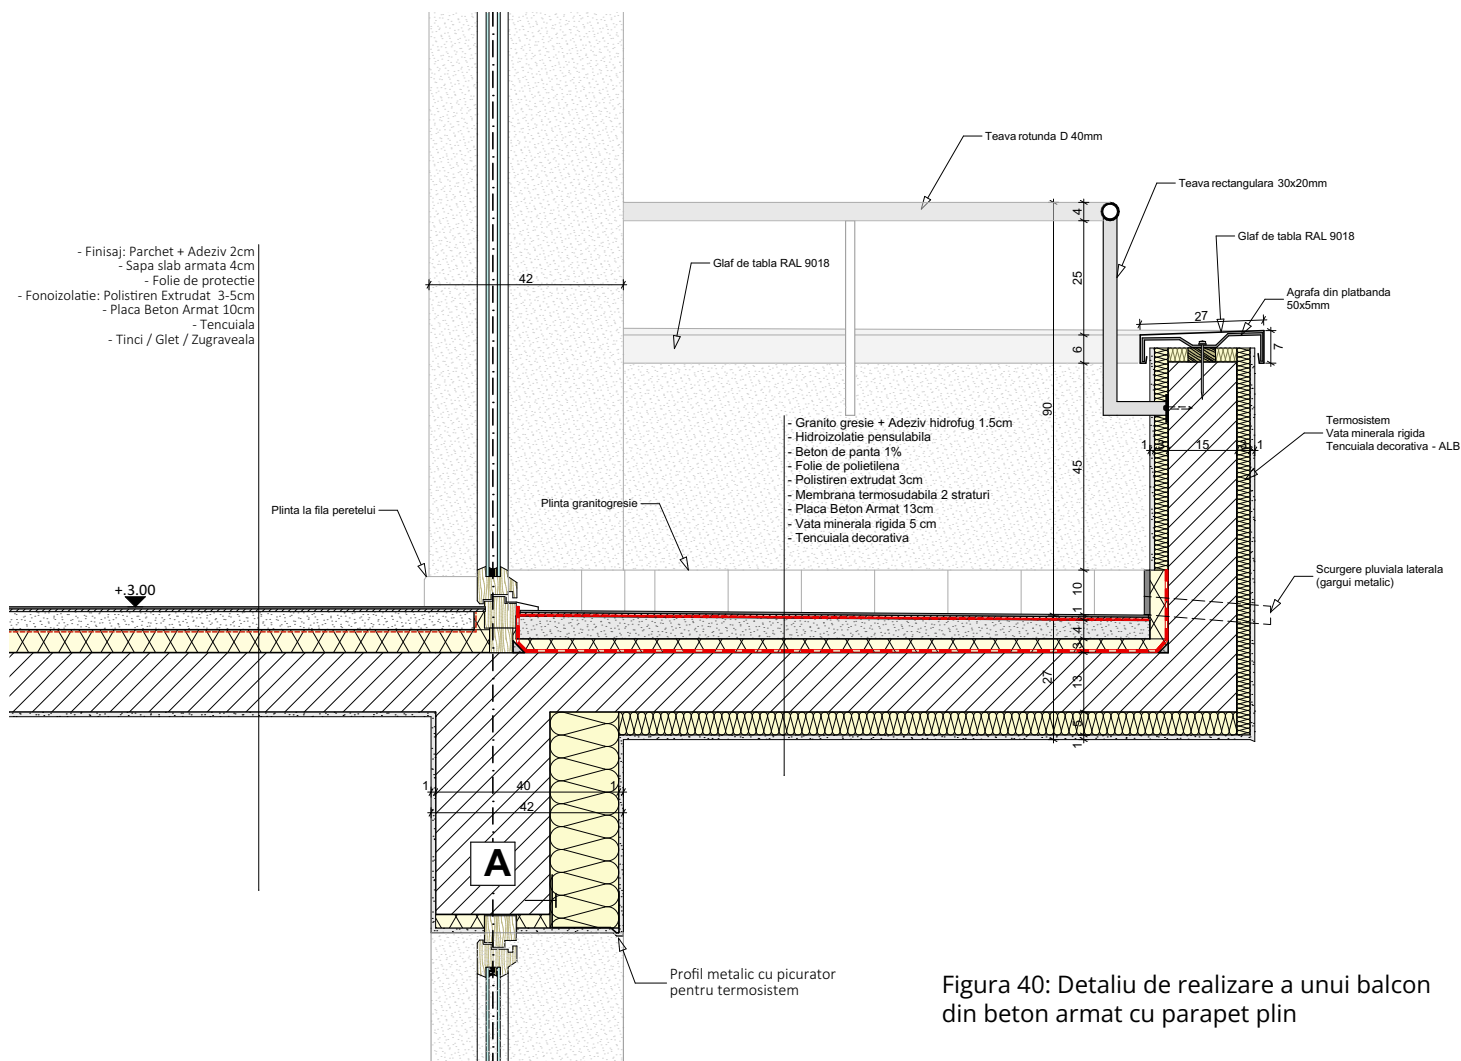 Teava rotunda D 40mm
Teava rectangulara 30x20mm
Glaf de tabla RAL 9018
Glaf de tabla RAL 9018
Agrafa din platbanda
50x5mm
- Finisaj: Parchet + Adeziv 2cm
- Sapa slab armata 4cm
- Folie de protectie
- Fonoizolatie: Polistiren Extrudat 3-5cm
- Placa Beton Armat 10cm
- Tencuiala
- Tinci / Glet / Zugraveala
42
4
25
6
90
45
10
1
4
3
27
13
5
1
27
7
1
15
1
- Granito gresie + Adeziv hidrofug 1.5cm
- Hidroizolatie pensulabila
- Beton de panta 1%
- Folie de polietilena
- Polistiren extrudat 3cm
- Membrana termosudabila 2 straturi
- Placa Beton Armat 13cm
- Vata minerala rigida 5 cm
- Tencuiala decorativa
Termosistem
Vata minerala rigida
Tencuiala decorativa - ALB
Plinta la fila peretelui
Plinta granitogresie
Scurgere pluviala laterala
(gargui metalic)
+.3.00
1
40
1
42
A
Profil metalic cu picurator
pentru termosistem
Figura 40: Detaliu de realizare a unui balcon
din beton armat cu parapet plin